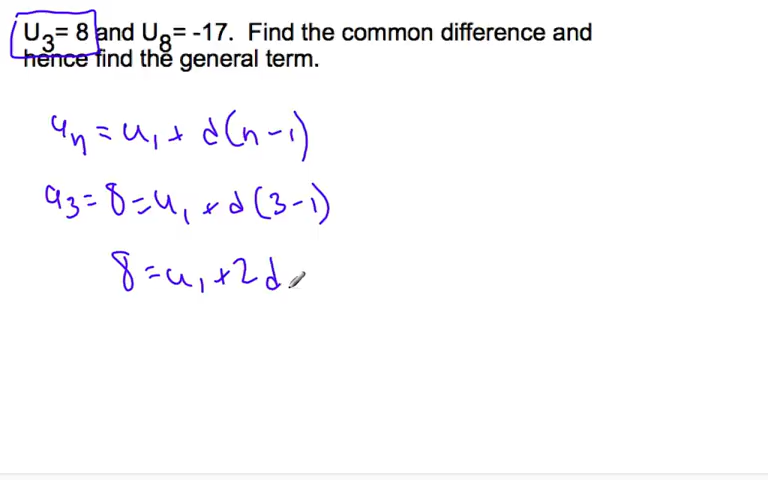 U₃= 8 and U₈= -17. Find the common difference and
hence find the general term.
uₙ = u₁ + d(n-1)
u₃ = 8 = u₁ + d(3-1)
8 = u₁ + 2d